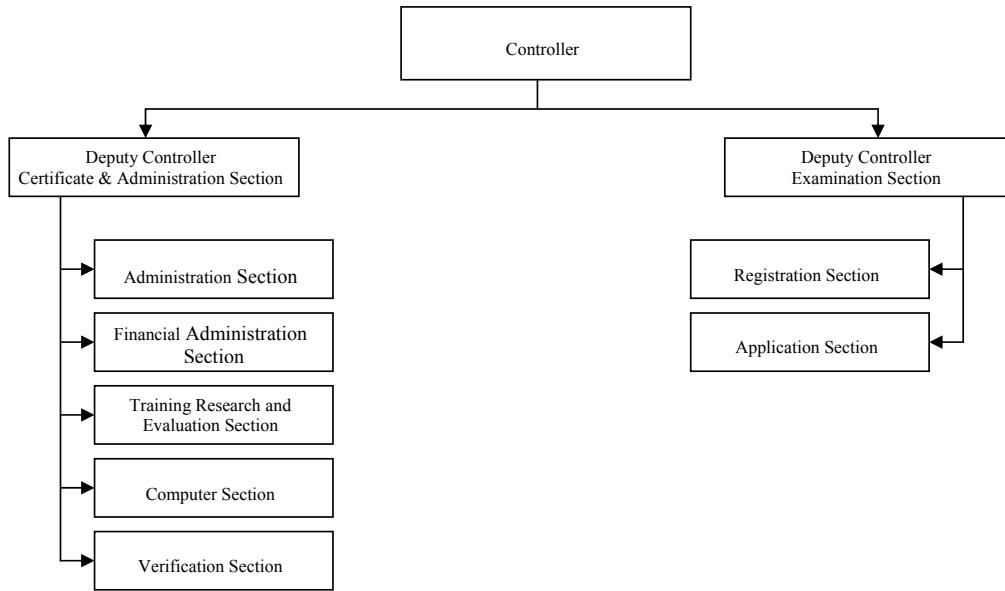 Controller
Deputy Controller
Certificate & Administration Section
Deputy Controller
Examination Section
Administration Section
Financial Administration
Section
Training Research and
Evaluation Section
Computer Section
Verification Section
Registration Section
Application Section